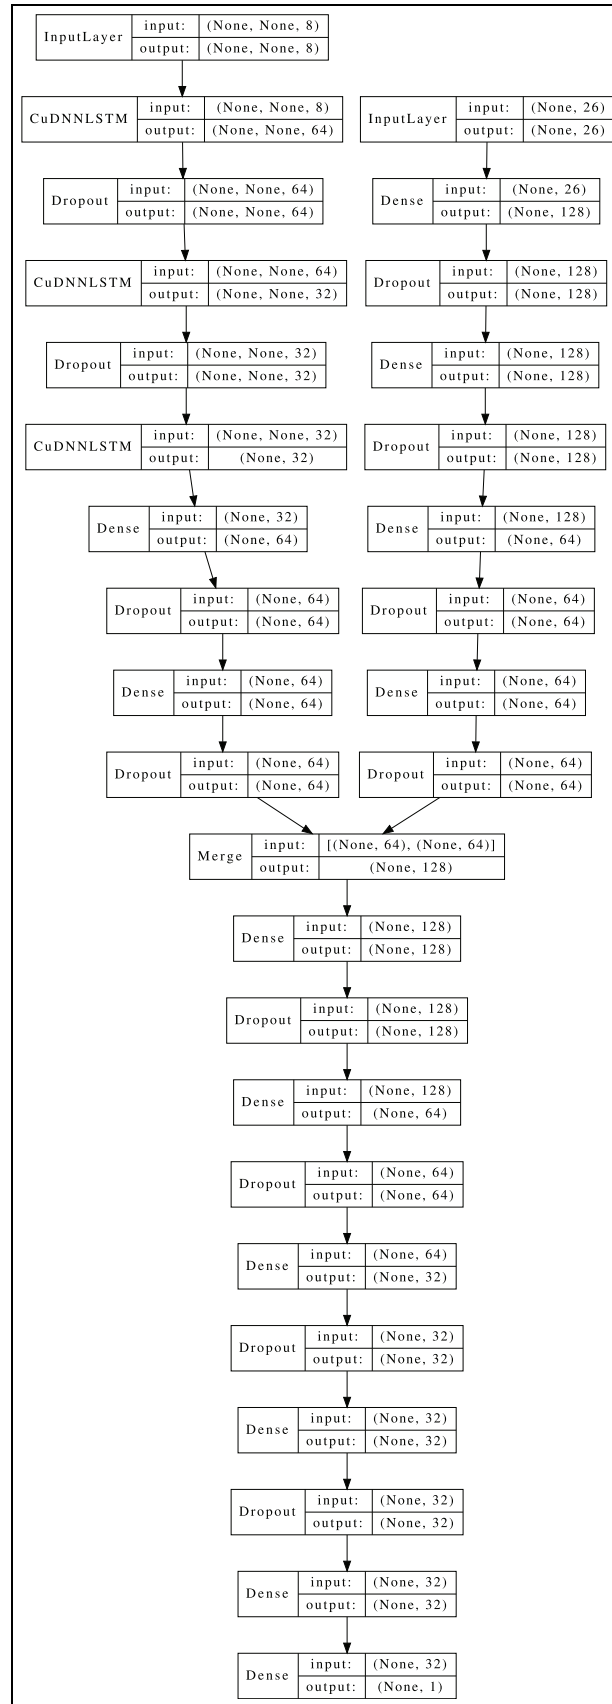 InputLayer input: (None, None, 8)
output: (None, None, 8)
CuDNNLSTM input: (None, None, 8)
output: (None, None, 64)
InputLayer input: (None, 26)
output: (None, 26)
Dropout input: (None, None, 64)
output: (None, None, 64)
Dense input: (None, 26)
output: (None, 128)
CuDNNLSTM input: (None, None, 64)
output: (None, None, 32)
Dropout input: (None, 128)
output: (None, 128)
Dropout input: (None, None, 32)
output: (None, None, 32)
Dense input: (None, 128)
output: (None, 128)
CuDNNLSTM input: (None, None, 32)
output: (None, 32)
Dropout input: (None, 128)
output: (None, 128)
Dense input: (None, 32)
output: (None, 64)
Dense input: (None, 128)
output: (None, 64)
Dropout input: (None, 64)
output: (None, 64)
Dropout input: (None, 64)
output: (None, 64)
Dense input: (None, 64)
output: (None, 64)
Dense input: (None, 64)
output: (None, 64)
Dropout input: (None, 64)
output: (None, 64)
Dropout input: (None, 64)
output: (None, 64)
Merge input: [(None, 64), (None, 64)]
output: (None, 128)
Dense input: (None, 128)
output: (None, 128)
Dropout input: (None, 128)
output: (None, 128)
Dense input: (None, 128)
output: (None, 64)
Dropout input: (None, 64)
output: (None, 64)
Dense input: (None, 64)
output: (None, 32)
Dropout input: (None, 32)
output: (None, 32)
Dense input: (None, 32)
output: (None, 32)
Dropout input: (None, 32)
output: (None, 32)
Dense input: (None, 32)
output: (None, 32)
Dense input: (None, 32)
output: (None, 1)